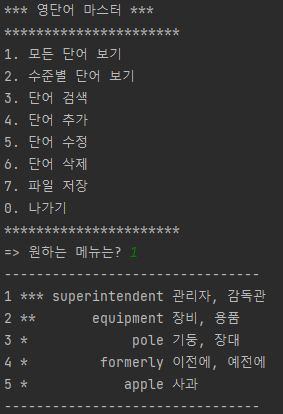 *** 영단어 마스터 ***
**********************
1. 모든 단어 보기
2. 수준별 단어 보기
3. 단어 검색
4. 단어 추가
5. 단어 수정
6. 단어 삭제
7. 파일 저장
0. 나가기
**********************
=> 원하는 메뉴는? 1
--------------------------------
1 *** superintendent 관리자, 감독관
2 **       equipment 장비, 용품
3 *             pole 기둥, 장대
4 *         formerly 이전에, 예전에
5 *            apple 사과
--------------------------------